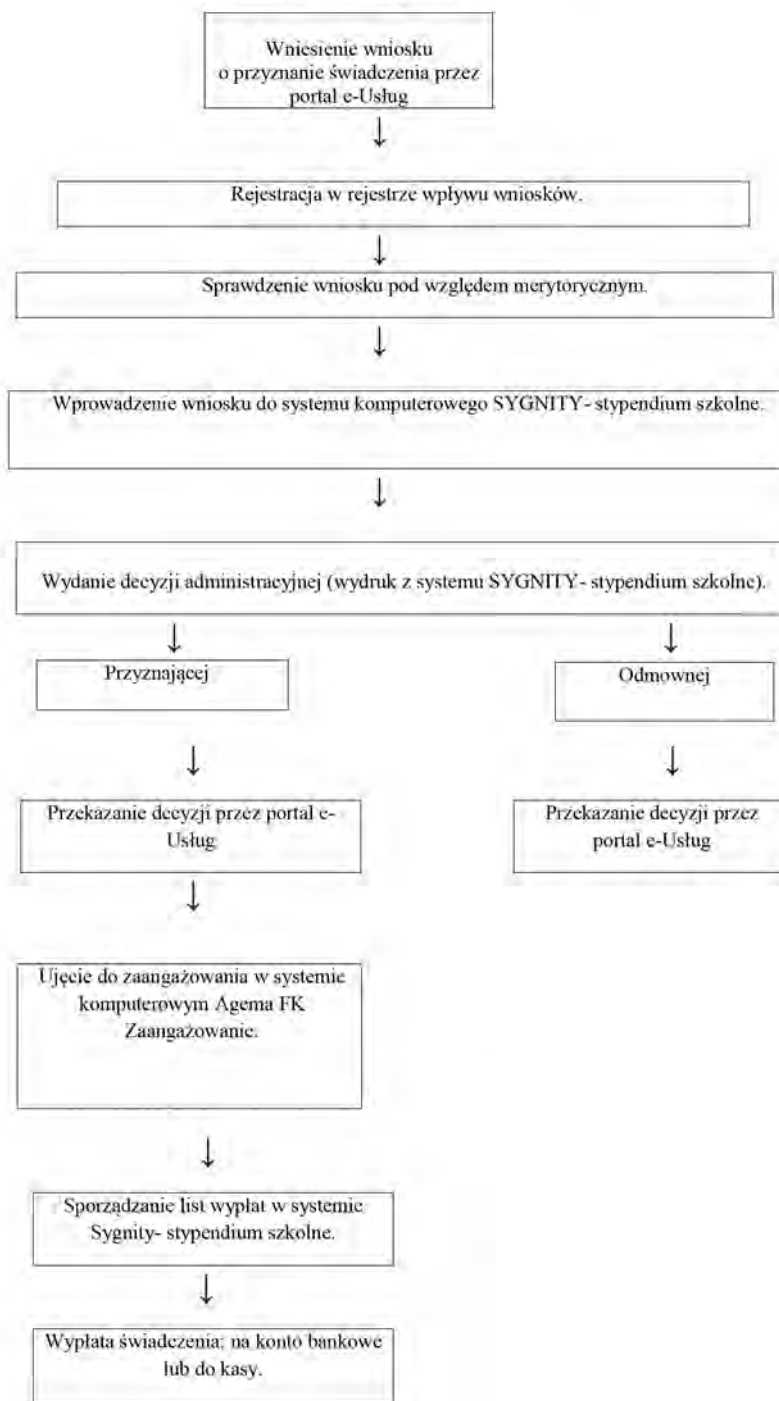 Wniesienie wniosku
o przyznanie świadczenia przez
portal e-Usług
↓
Rejestracja w rejestrze wpływu wniosków.
↓
Sprawdzenie wniosku pod względem merytorycznym.
↓
Wprowadzenie wniosku do systemu komputerowego SYGNITY- stypendium szkolne.
↓
Wydanie decyzji administracyjnej (wydruk z systemu SYGNITY- stypendium szkolne).
↓ ↓
Przyznającej
Odmownej
↓ ↓
Przekazanie decyzji przez portal e-
Usług
Przekazanie decyzji przez
portal e-Usług
↓
Ujęcie do zaangażowania w systemie
komputerowym Agema FK
Zaangażowanie.
↓
Sporządzanie list wypłat w systemie
Sygnity- stypendium szkolne.
↓
Wypłata świadczenia; na konto bankowe
lub do kasy.